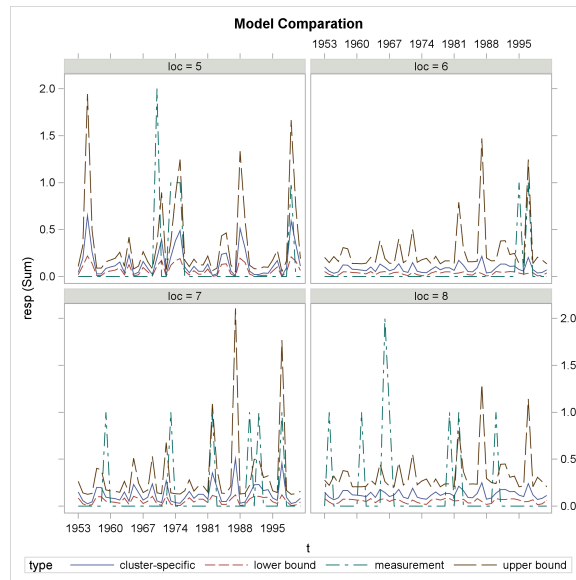 Model Comparation
1953 1960 1967 1974 1981 1988 1995
loc = 5 loc = 6
2.0
1.5
1.0
0.5
0.0
resp (Sum)
loc = 7 loc = 8
2.0
1.5
1.0
0.5
0.0
1953 1960 1967 1974 1981 1988 1995
t
type cluster-specific lower bound measurement upper bound